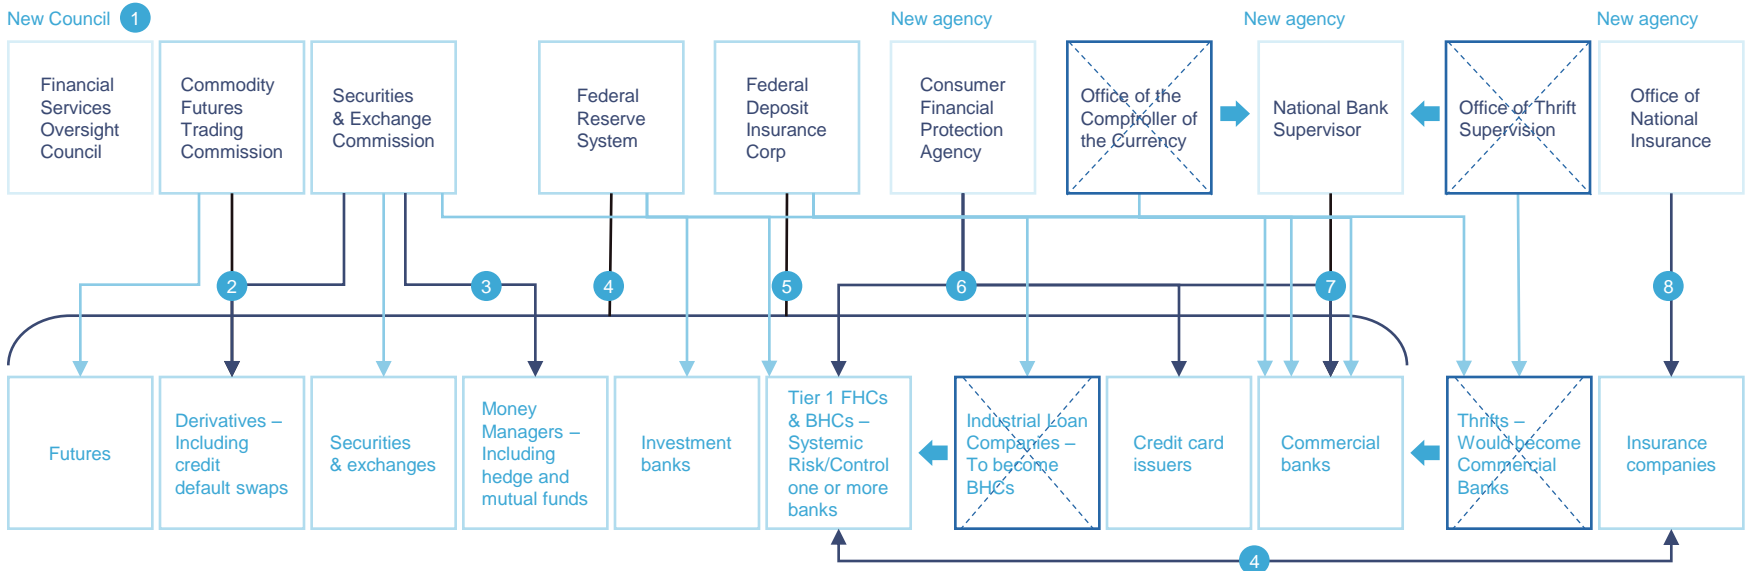 New Council 1
New agency
New agency
New agency
Financial
Services
Oversight
Council
Commodity
Futures
Trading
Commission
Securities
& Exchange
Commission
Federal
Reserve
System
Federal
Deposit
Insurance
Corp
Consumer
Financial
Protection
Agency
Office of the
Comptroller of
the Currency
National Bank
Supervisor
Office of Thrift
Supervision
Office of
National
Insurance
2
3
4
5
6
7
8
Futures
Derivatives –
Including
credit
default swaps
Securities
& exchanges
Money
Managers –
Including
hedge and
mutual funds
Investment
banks
Tier 1 FHCs
& BHCs –
Systemic
Risk/Control
one or more
banks
Industrial Loan
Companies –
To become
BHCs
Credit card
issuers
Commercial
banks
Thrifts –
Would become
Commercial
Banks
Insurance
companies
4